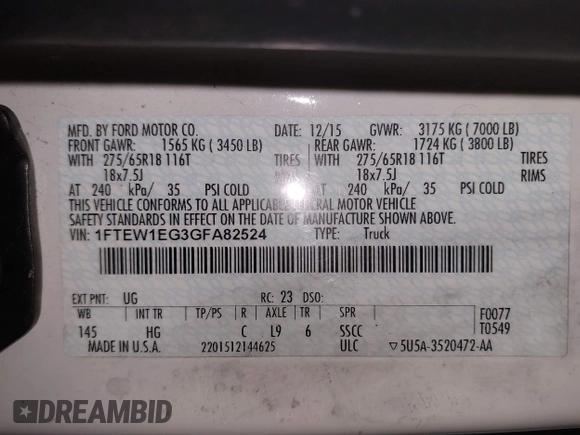 MFD. BY FORD MOTOR CO. DATE: 12/15 GVWR: 3175 KG ( 7000 LB)
FRONT GAWR: 1565 KG ( 3450 LB) REAR GAWR: 1724 KG ( 3800 LB)
WITH 275/65R18 116T TIRES WITH 275/65R18 116T TIRES
18x7.5J RIMS 18x7.5J RIMS
AT 240 kPa/ 35 PSI COLD AT 240 kPa/ 35 PSI COLD
THIS VEHICLE CONFORMS TO ALL APPLICABLE FEDERAL MOTOR VEHICLE
SAFETY STANDARDS IN EFFECT ON THE DATE OF MANUFACTURE SHOWN ABOVE.
VIN: 1FTEW1EG3GFA82524 TYPE: Truck
EXT PNT: UG RC: 23 DSO:
WB INT TR TP/PS R AXLE TR SPR F0077
145 HG C L9 6 SSCC T0549
MADE IN U.S.A. 2201512144625 ULC ▽5U5A-3520472-AA
DREAMBID